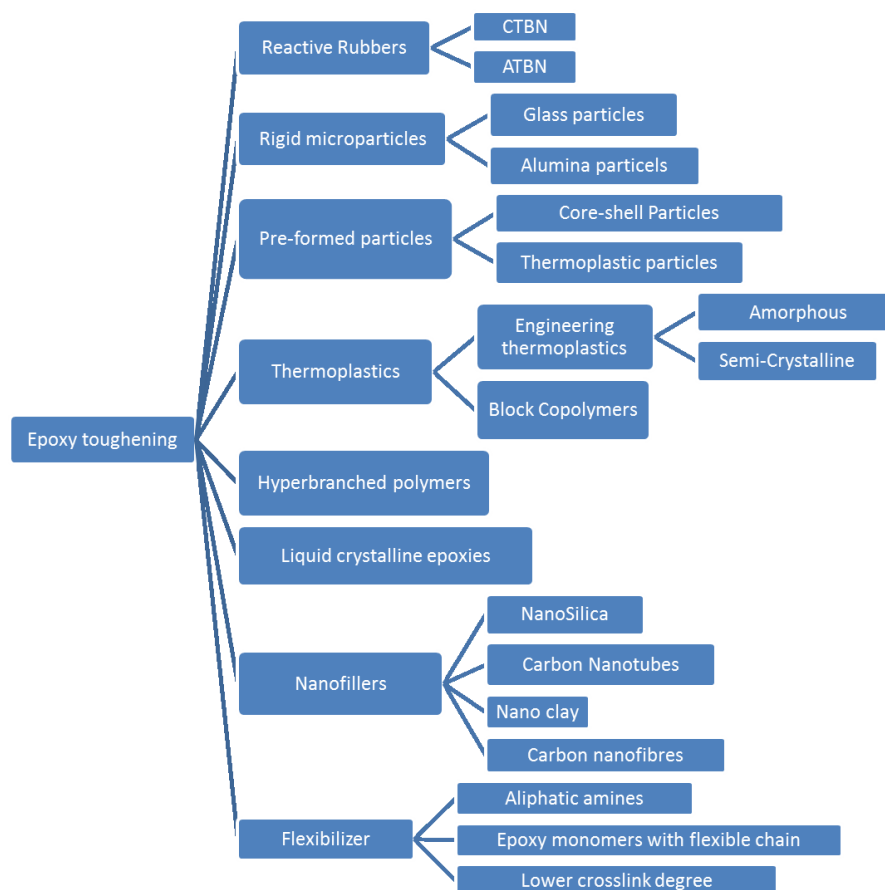 CTBN
Reactive Rubbers
ATBN
Glass particles
Rigid microparticles
Alumina particels
Core-shell Particles
Pre-formed particles
Thermoplastic particles
Amorphous
Engineering
thermoplastics
Semi-Crystalline
Thermoplastics
Block Copolymers
Epoxy toughening
Hyperbranched polymers
Liquid crystalline epoxies
NanoSilica
Carbon Nanotubes
Nanofillers
Nano clay
Carbon nanofibres
Aliphatic amines
Flexibilizer
Epoxy monomers with flexible chain
Lower crosslink degree